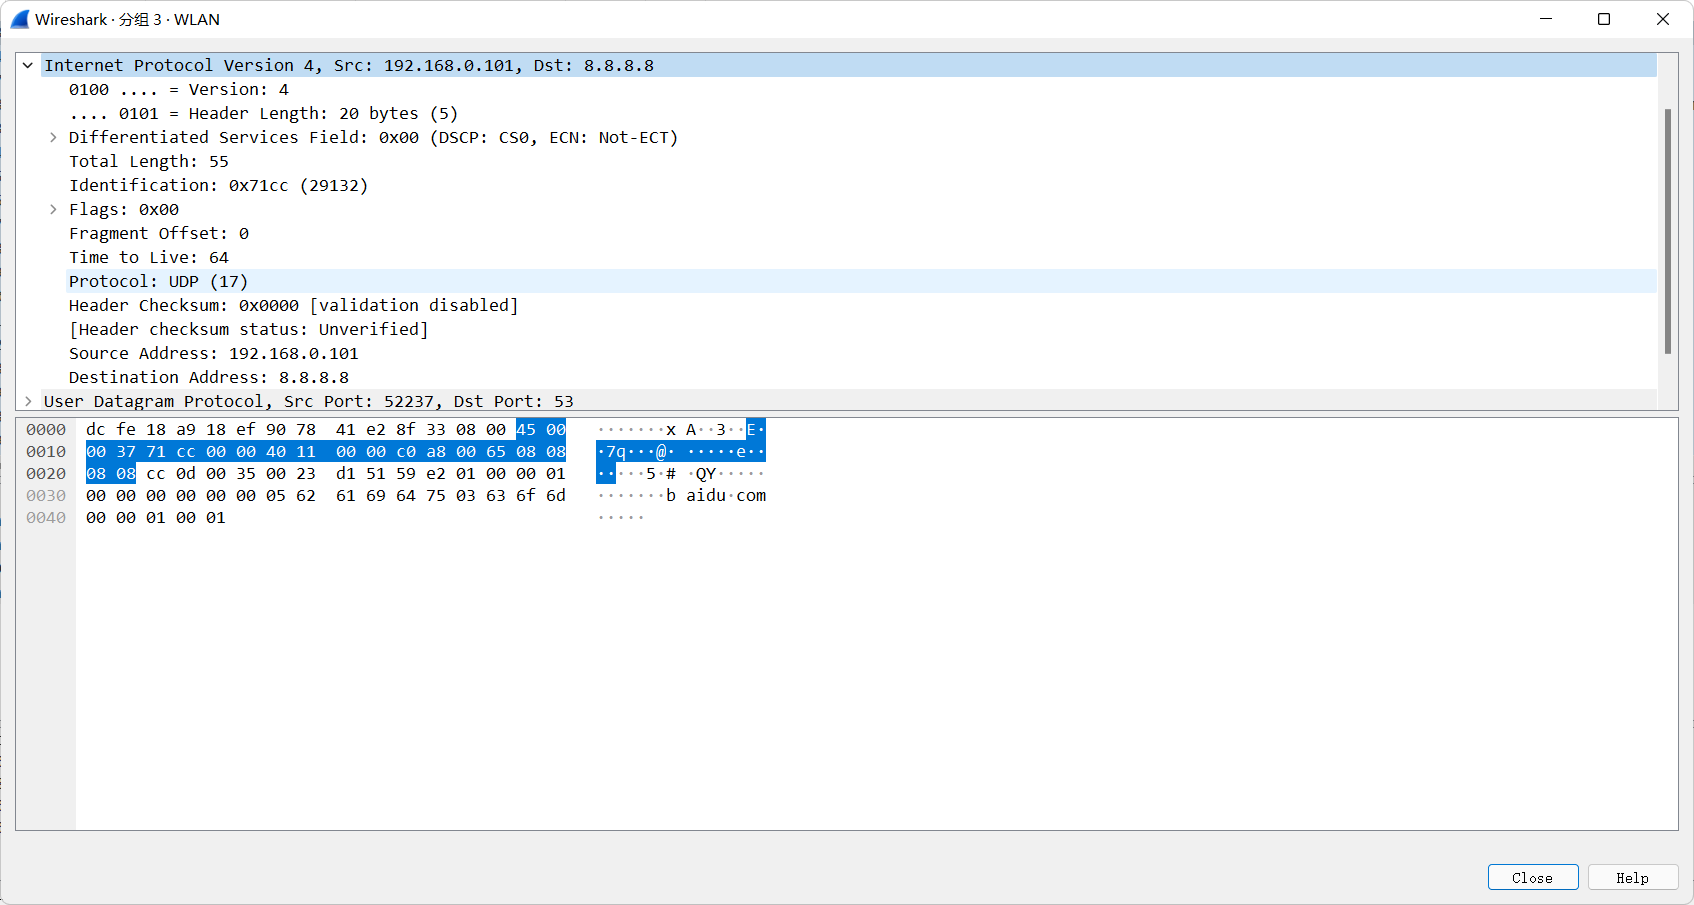 Wireshark · 分组 3 · WLAN
Internet Protocol Version 4, Src: 192.168.0.101, Dst: 8.8.8.8
0100 .... = Version: 4
.... 0101 = Header Length: 20 bytes (5)
Differentiated Services Field: 0x00 (DSCP: CS0, ECN: Not-ECT)
Total Length: 55
Identification: 0x71cc (29132)
Flags: 0x00
Fragment Offset: 0
Time to Live: 64
Protocol: UDP (17)
Header Checksum: 0x0000 [validation disabled]
[Header checksum status: Unverified]
Source Address: 192.168.0.101
Destination Address: 8.8.8.8
User Datagram Protocol, Src Port: 52237, Dst Port: 53
0000 dc fe 18 a9 18 ef 90 78 41 e2 8f 33 08 00 45 00 ·······x A··3··E·
0010 00 37 71 cc 00 00 40 11 00 00 c0 a8 00 65 08 08 ·7q···@· ·····e··
0020 08 08 cc 0d 00 35 00 23 d1 51 59 e2 01 00 00 01 ·····5·# ·QY·····
0030 00 00 00 00 00 00 05 62 61 69 64 75 03 63 6f 6d ·······b aidu·com
0040 00 00 01 00 01 ·····
Close
Help